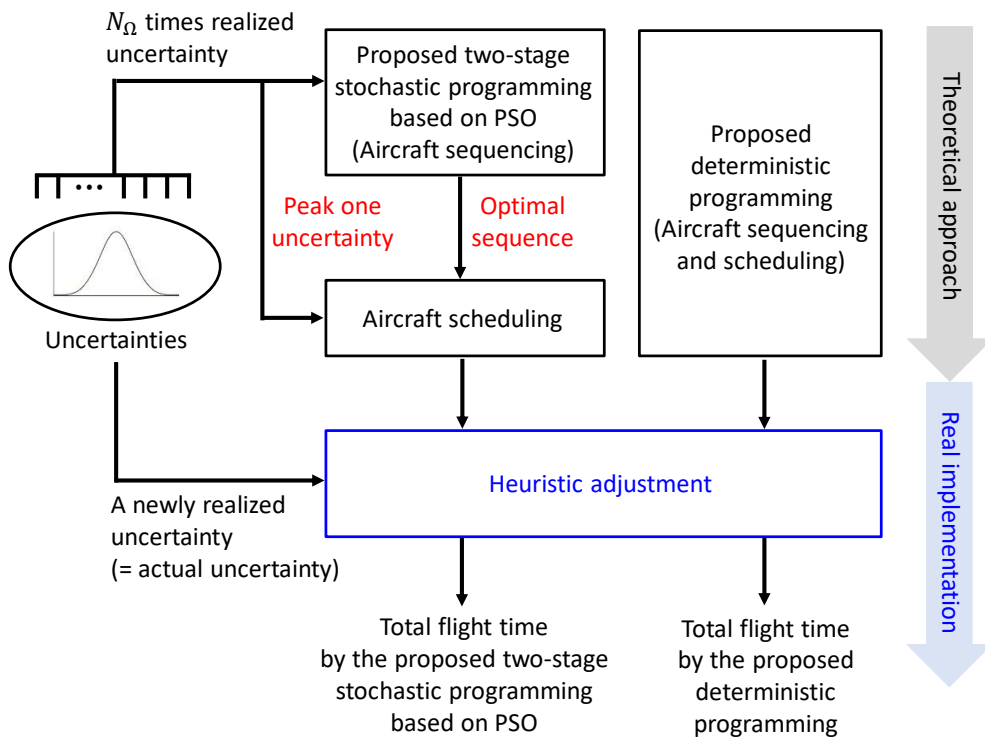 N_Ω times realized
uncertainty
Proposed two-stage
stochastic programming
based on PSO
(Aircraft sequencing)
Proposed
deterministic
programming
(Aircraft sequencing
and scheduling)
Theoretical approach
...
Peak one
uncertainty
Optimal
sequence
Uncertainties
Aircraft scheduling
Real implementation
Heuristic adjustment
A newly realized
uncertainty
(= actual uncertainty)
Total flight time
by the proposed two-stage
stochastic programming
based on PSO
Total flight time
by the proposed
deterministic
programming